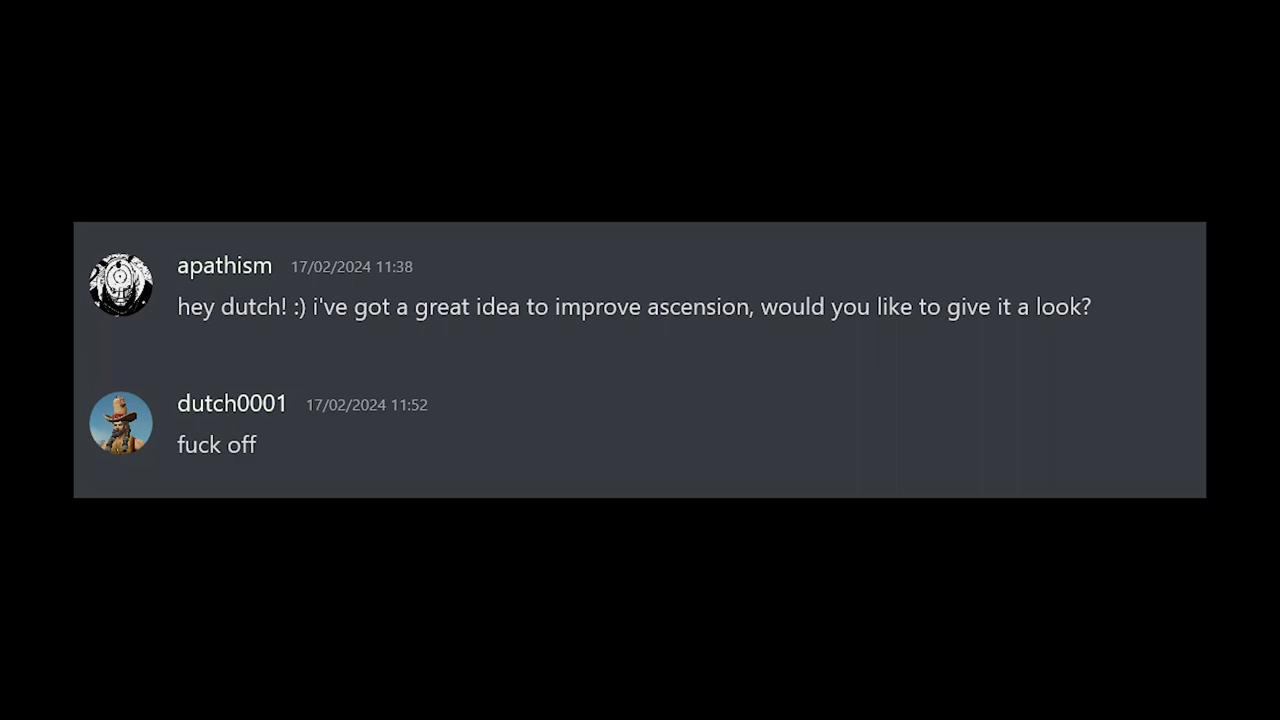 apathism 17/02/2024 11:38
hey dutch! :) i've got a great idea to improve ascension, would you like to give it a look?
dutch0001 17/02/2024 11:52
fuck off